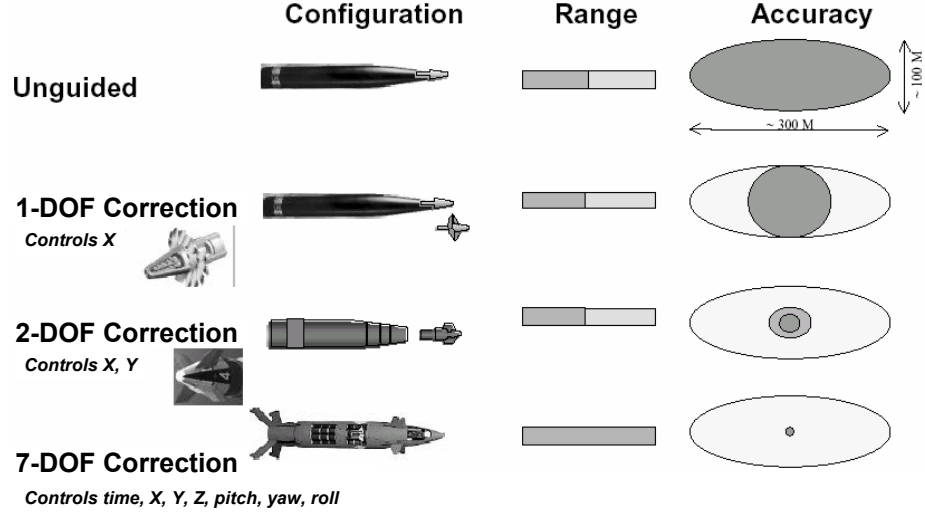 Configuration Range Accuracy
Unguided
~ 100 M
~ 300 M
1-DOF Correction
Controls X
2-DOF Correction
Controls X, Y
4
7-DOF Correction
Controls time, X, Y, Z, pitch, yaw, roll